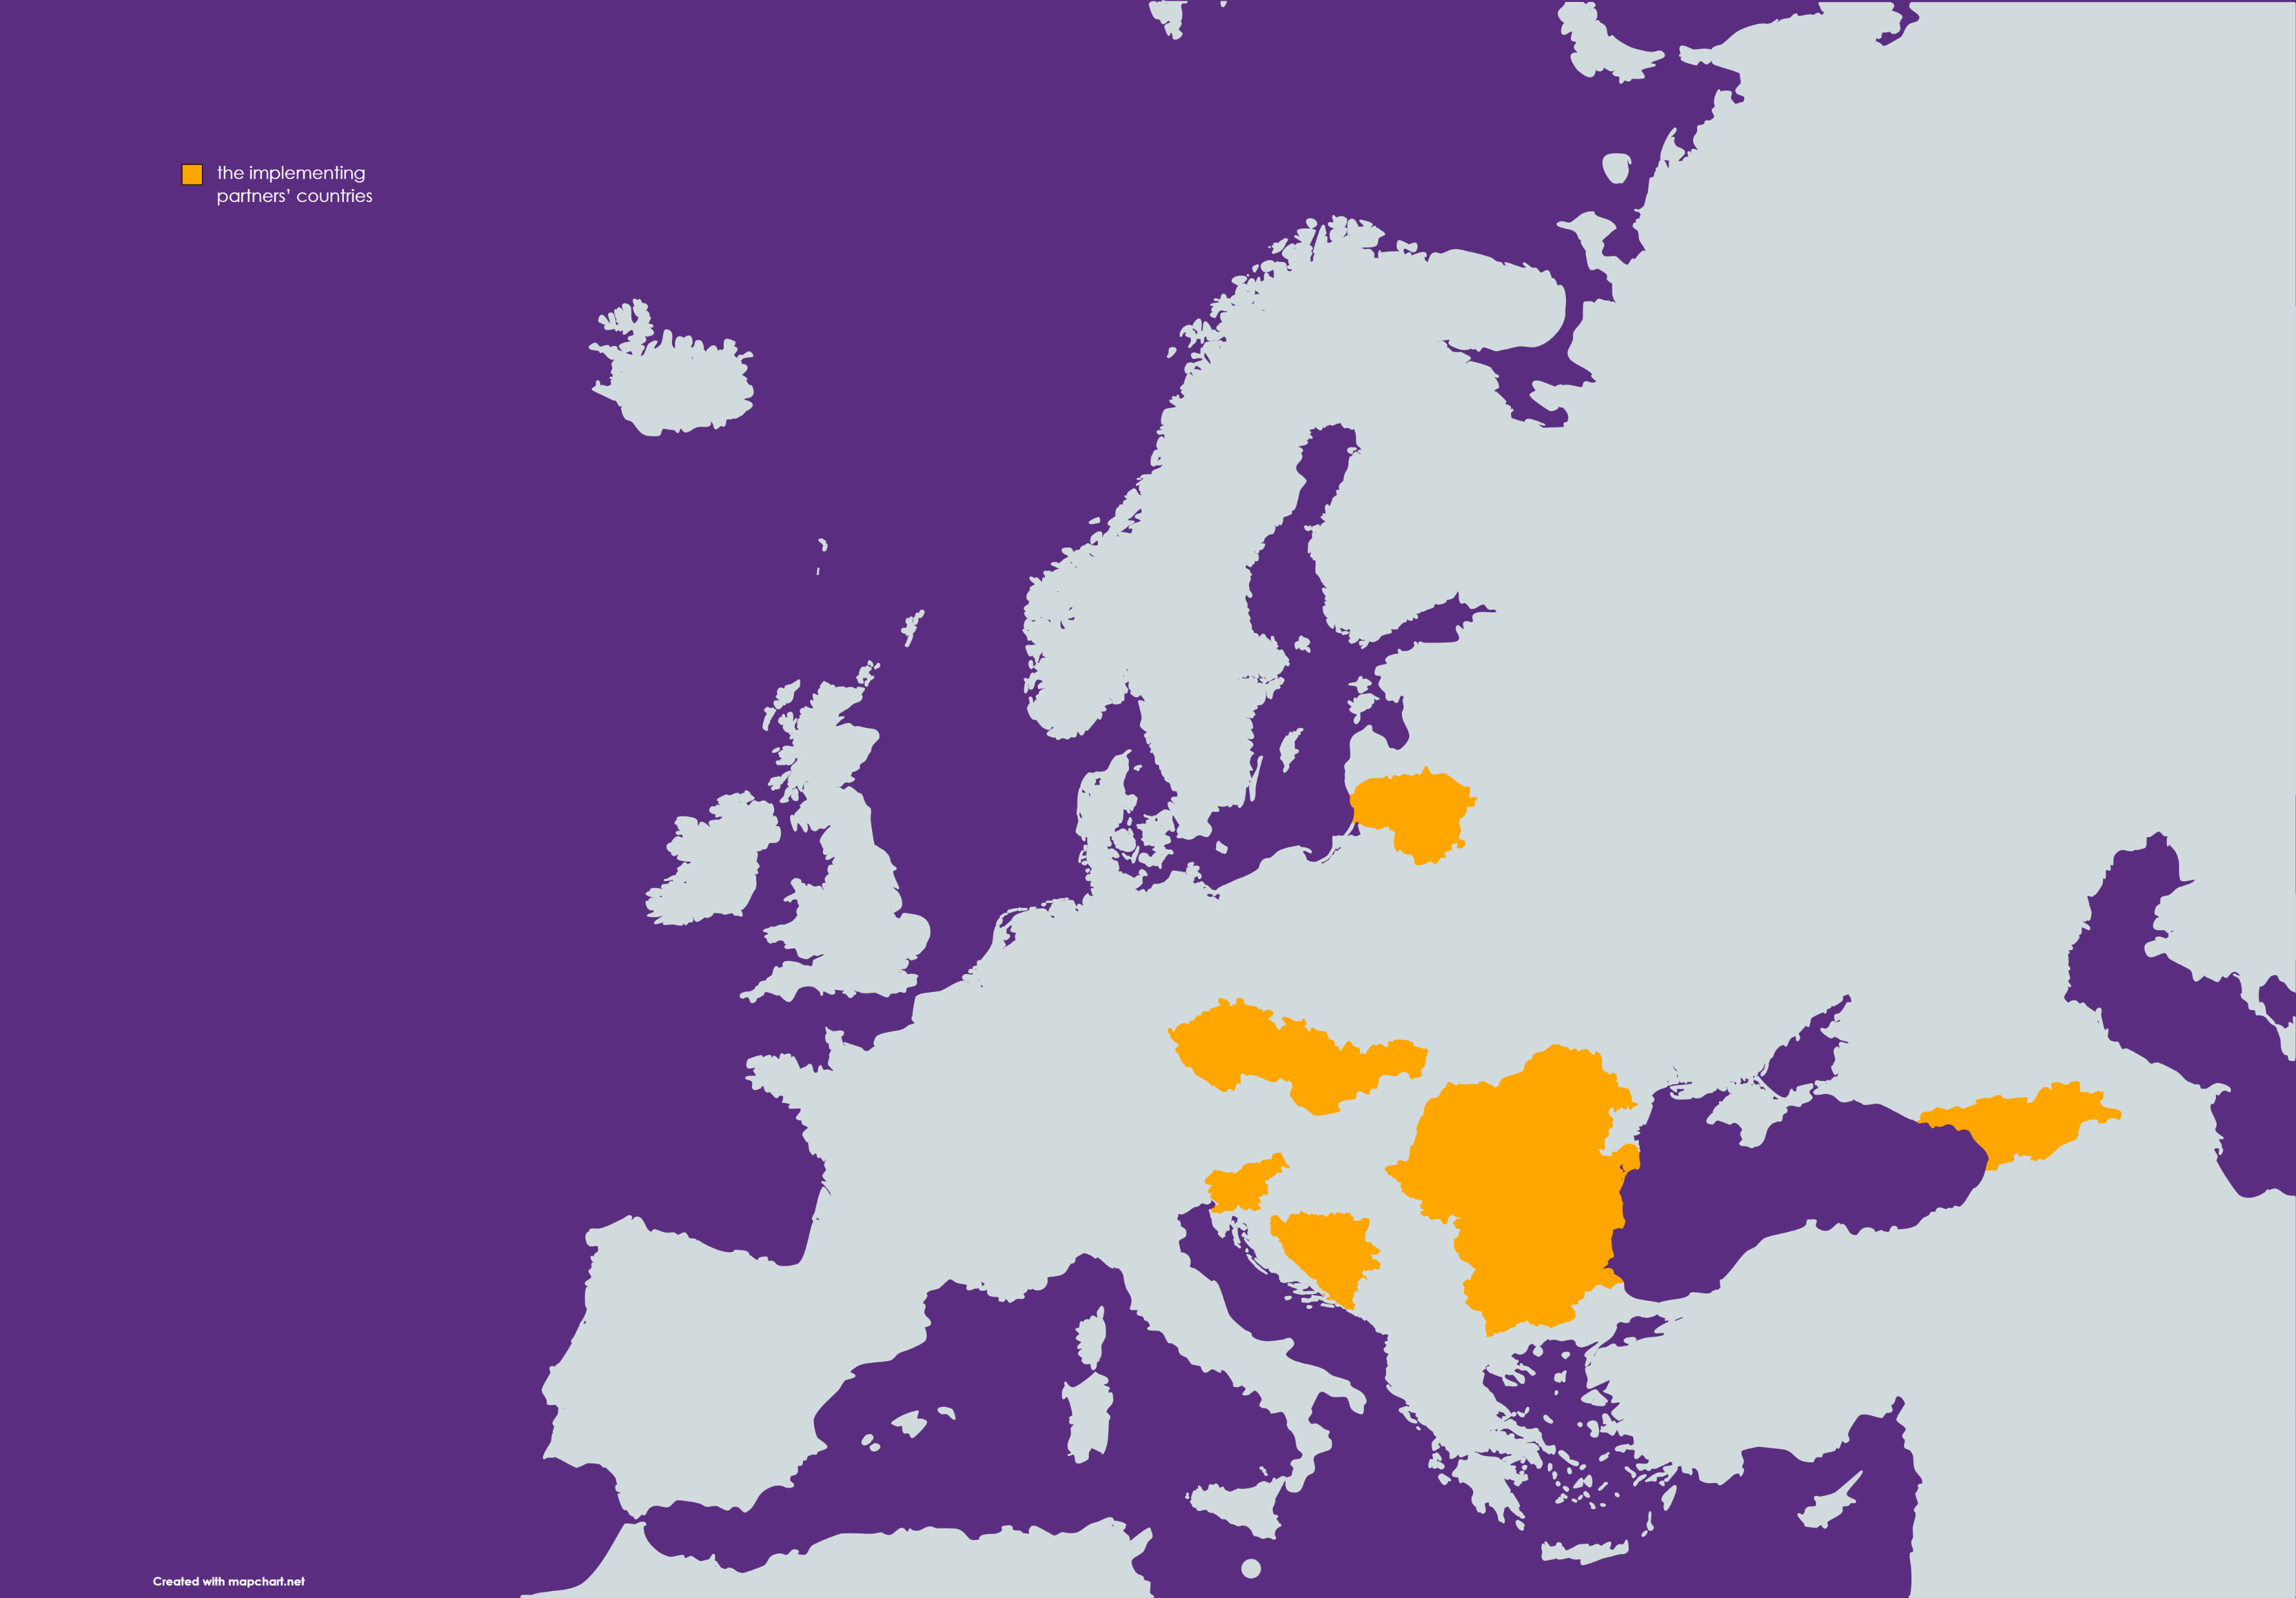 the implementing
partners’ countries
Created with mapchart.net